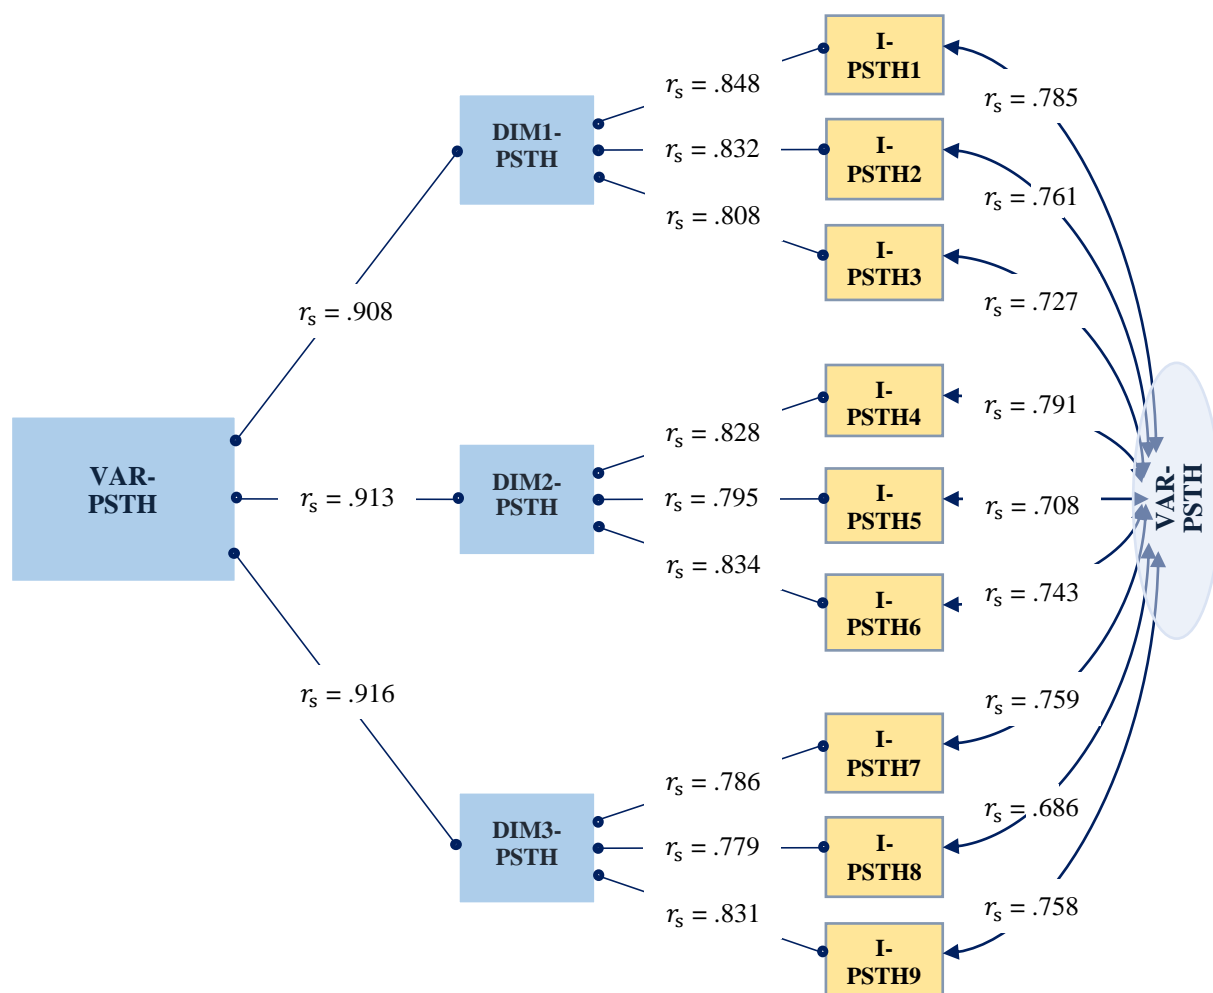 I-
PSTH1
rₛ = .848
rₛ = .785
DIM1-
PSTH
I-
PSTH2
rₛ = .832
rₛ = .761
rₛ = .808
I-
PSTH3
rₛ = .727
rₛ = .908
I-
PSTH4
rₛ = .828
rₛ = .791
VAR-
PSTH
rₛ = .913
DIM2-
PSTH
rₛ = .795
I-
PSTH5
rₛ = .708
VAR-
PSTH
rₛ = .834
I-
PSTH6
rₛ = .743
rₛ = .916
I-
PSTH7
rₛ = .759
rₛ = .786
DIM3-
PSTH
rₛ = .779
I-
PSTH8
rₛ = .686
rₛ = .831
I-
PSTH9
rₛ = .758